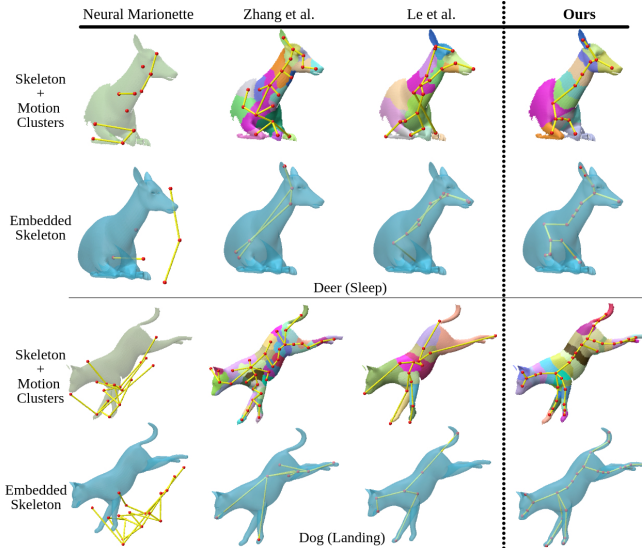 Neural Marionette Zhang et al. Le et al. Ours
Skeleton
+
Motion
Clusters
Embedded
Skeleton
Deer (Sleep)
Skeleton
+
Motion
Clusters
Embedded
Skeleton
Dog (Landing)